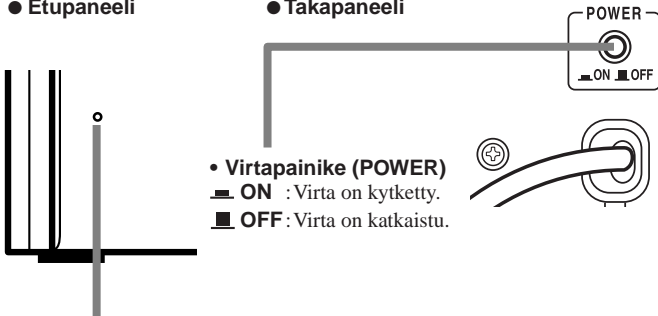 ● Etupaneeli
● Takapaneeli
POWER
ON OFF
• Virtapainike (POWER)
ON : Virta on kytketty.
OFF : Virta on katkaistu.